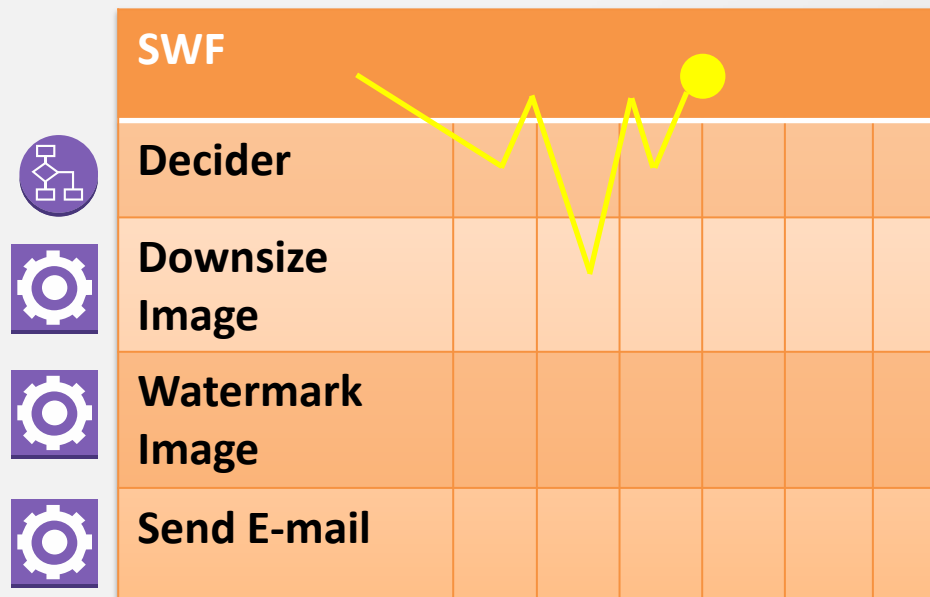 SWF
Decider
Downsize
Image
Watermark
Image
Send E-mail